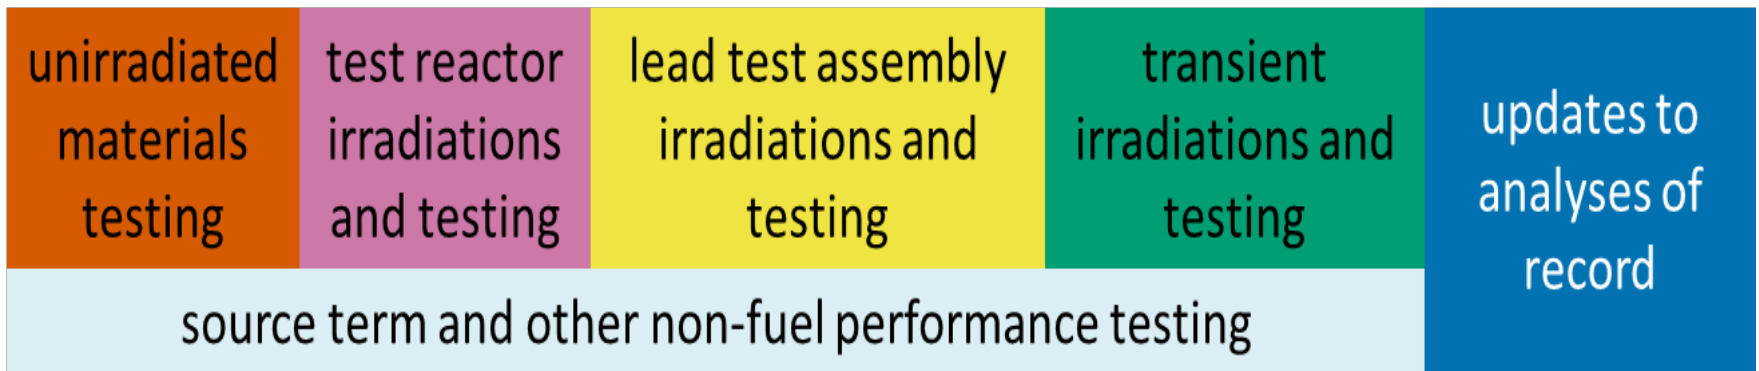 unirradiated
materials
testing
test reactor
irradiations
and testing
lead test assembly
irradiations and
testing
transient
irradiations and
testing
updates to
analyses of
record
source term and other non-fuel performance testing